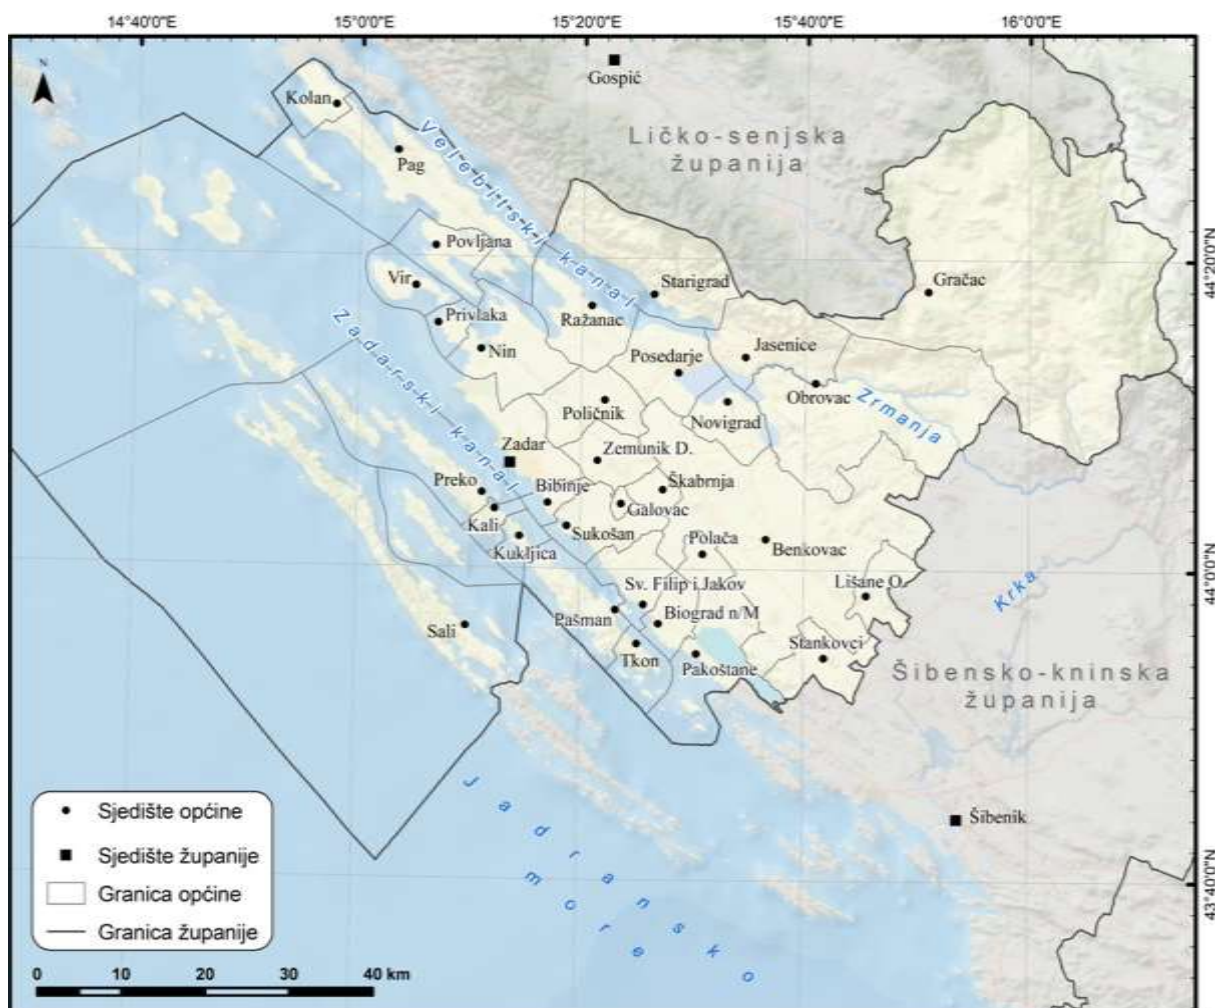 14°40'0"E 15°00'0"E 15°20'0"E 15°40'0"E 16°00'0"E
N
Gospić
Kolan
Ličko-senjska
županija
Pag
Velebitski kanal
Povljana
Vir
Starigrad
Gračac
44°20'0"N
Privlaka
Ražanac
Zadarski kanal
Nin
Posedarje
Jasenice
Obrovac
Zrmanja
Poličnik
Novigrad
Zadar
Zemunik D.
Preko
Bibinje
Škabrnja
Kali
Galovac
Sukošan
Kukljica
Polača
Benkovac
44°00'0"N
Lišane O.
Krka
Sv. Filip i Jakov
Pašman
Biograd n/M
Sali
Tkon
Pakoštane
Stankovci
Šibensko-kninska
županija
Jadransko
more
Šibenik
43°40'0"N
Sjedište općine
Sjedište županije
Granica općine
Granica županije
0 10 20 30 40 km